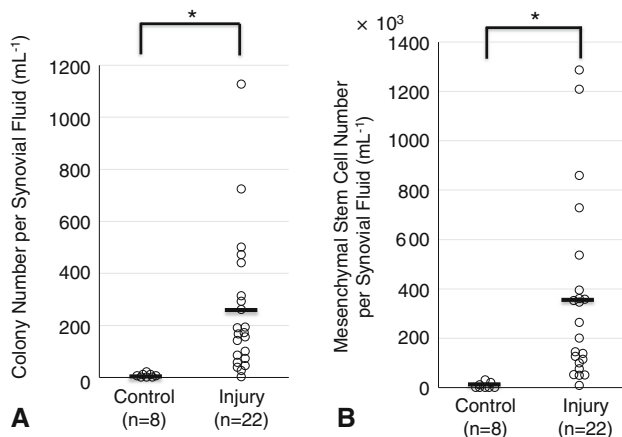 *
Colony Number per Synovial Fluid (mL-1)
1200
1000
800
600
400
200
0
Control
(n=8)
Injury
(n=22)
A
× 10³
*
Mesenchymal Stem Cell Number
per Synovial Fluid (mL-1)
1400
1200
1000
800
600
400
200
0
Control
(n=8)
Injury
(n=22)
B